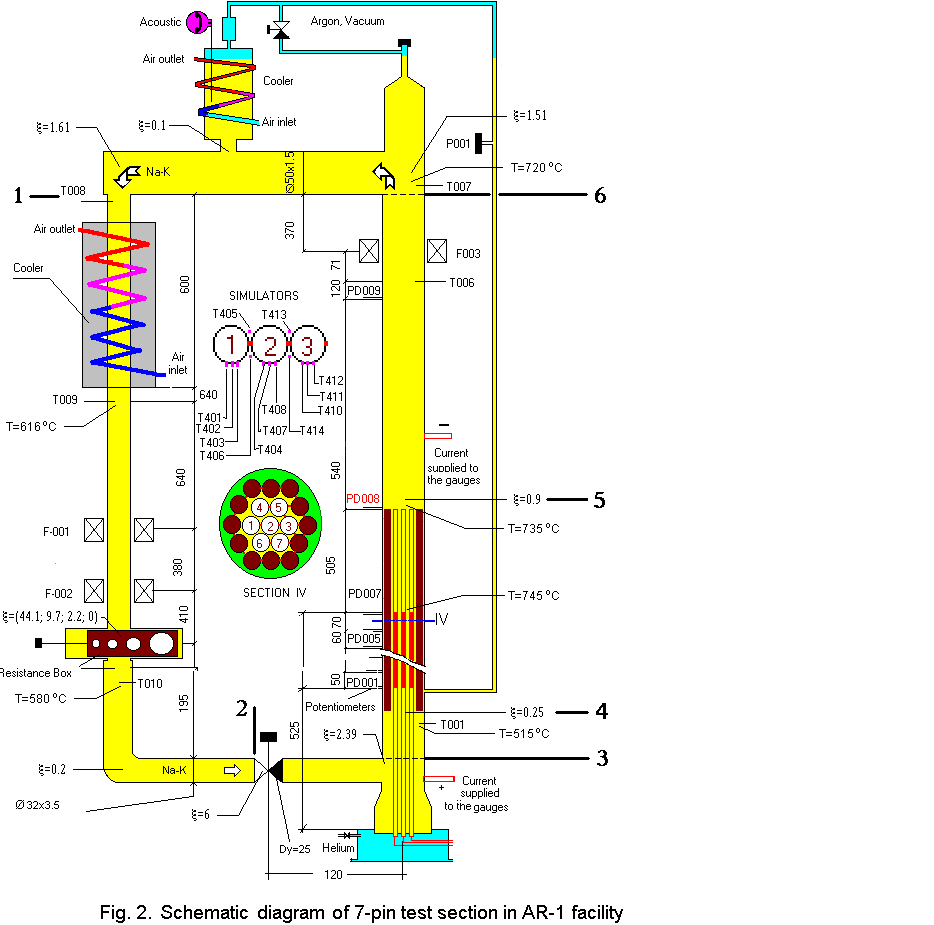 Acoustic
Argon, Vacuum
Air outlet
Cooler
Air inlet
ξ=1.61
ξ=0.1
ξ=1.51
P001
T=720 °C
Na-K
∅50x1.5
T007
1
T008
6
Air outlet
370
F003
Cooler
600
71
T006
120
PD009
SIMULATORS
T405
T413
1
2
3
Air
inlet
T412
T411
T410
T408
T407
T414
T404
T401
T402
T403
T406
640
T009
T=616 °C
Current
supplied to
the gauges
640
540
PD008
ξ=0.9
5
T=735 °C
F-001
4
5
1
2
3
6
7
380
505
SECTION IV
F-002
PD007
T=745 °C
ξ=(44.1; 9.7; 2.2; 0)
410
70
IV
60
PD005
Resistance Box
T010
T=580 °C
195
50
PD001
Potentiometers
2
525
ξ=0.25
4
T001
T=515 °C
ξ=2.39
3
ξ=0.2
Na-K
Current
+
supplied
to the gauges
Ø 32x3.5
ξ=6
Dy=25
Helium
120
Fig. 2. Schematic diagram of 7-pin test section in AR-1 facility